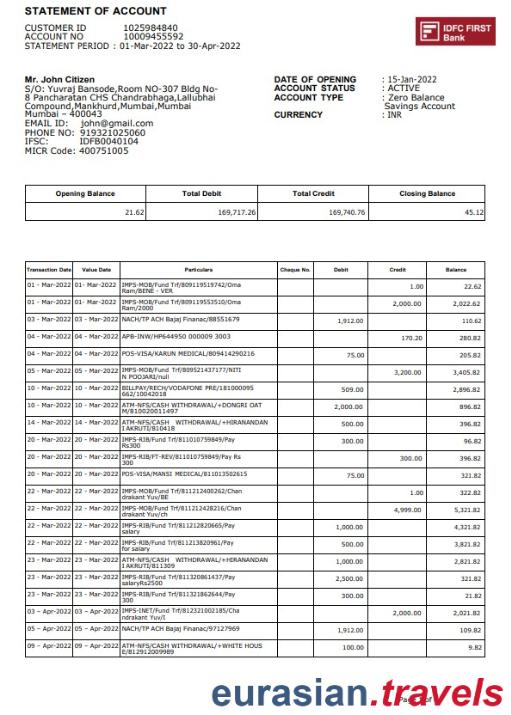 STATEMENT OF ACCOUNT
CUSTOMER ID 1025984840
ACCOUNT NO 10009455592
STATEMENT PERIOD : 01-Mar-2022 to 30-Apr-2022
IDFC FIRST
Bank
Mr. John Citizen
S/O: Yuvraj Bansode,Room NO-307 Bldg No-
8 Pancharatan CHS Chandrabhaga,Lallubhai
Compound,Mankhurd,Mumbai,Mumbai
Mumbai – 400043
EMAIL ID: john@gmail.com
PHONE NO: 919321025060
IFSC: IDFB0040104
MICR Code: 400751005
DATE OF OPENING : 15-Jan-2022
ACCOUNT STATUS : ACTIVE
ACCOUNT TYPE : Zero Balance
Savings Account
CURRENCY : INR
Opening Balance Total Debit Total Credit Closing Balance
21.62 169,717.26 169,740.76 45.12
Transaction Date Value Date Particulars Cheque No. Debit Credit Balance
01 - Mar-2022 01- Mar-2022 IMPS-MOB/Fund Trf/809119519742/Oma
Ram/BENE - VER 1.00 22.62
01 - Mar-2022 01- Mar-2022 IMPS-MOB/Fund Trf/809119553510/Oma
Ram/2000 2,000.00 2,022.62
03 - Mar-2022 03 - Mar-2022 NACH/TP ACH Bajaj Finanac/88551679 1,912.00 110.62
04 - Mar-2022 04 - Mar-2022 APB-INW/HP644950 000009 3003 170.20 280.82
04 - Mar-2022 04 - Mar-2022 POS-VISA/KARUN MEDICAL/809414290216 75.00 205.82
05 - Mar-2022 05 - Mar-2022 IMPS-MOB/Fund Trf/809521437177/NITI
N POOJARI/null 3,200.00 3,405.82
10 - Mar-2022 10 - Mar-2022 BILLPAY/RECH/VODAFONE PRE/181000095
662/10042018 509.00 2,896.82
10 - Mar-2022 10 - Mar-2022 ATM-NFS/CASH WITHDRAWAL/+DONGRI OAT
M/810020011497 2,000.00 896.82
14 - Mar-2022 14 - Mar-2022 ATM-NFS/CASH WITHDRAWAL/+HIRANANDAN
I AKRUTI/810418 500.00 396.82
20 - Mar-2022 20 - Mar-2022 IMPS-RIB/Fund Trf/811010759849/Pay
Rs300 300.00 96.82
20 - Mar-2022 20 - Mar-2022 IMPS-RIB/FT-REV/811010759849/Pay Rs
300 300.00 396.82
20 - Mar-2022 20 - Mar-2022 POS-VISA/MANSI MEDICAL/811013502615 75.00 321.82
22 - Mar-2022 22 - Mar-2022 IMPS-MOB/Fund Trf/811212400262/Chan
drakant Yuv/BE 1.00 322.82
22 - Mar-2022 22 - Mar-2022 IMPS-MOB/Fund Trf/811212428216/Chan
drakant Yuv/ch 4,999.00 5,321.82
22 - Mar-2022 22 - Mar-2022 IMPS-RIB/Fund Trf/811212820665/Pay
salary 1,000.00 4,321.82
22 - Mar-2022 22 - Mar-2022 IMPS-RIB/Fund Trf/811213820961/Pay
for salary 500.00 3,821.82
23 - Mar-2022 23 - Mar-2022 ATM-NFS/CASH WITHDRAWAL/+HIRANANDAN
I AKRUTI/811309 1,000.00 2,821.82
23 - Mar-2022 23 - Mar-2022 IMPS-RIB/Fund Trf/811320861437/Pay
salaryRs2500 2,500.00 321.82
23 - Mar-2022 23 - Mar-2022 IMPS-RIB/Fund Trf/811321862644/Pay
300 300.00 21.82
03 – Apr-2022 03 – Apr-2022 IMPS-INET/Fund Trf/812321002185/Cha
ndrakant Yuv/I 2,000.00 2,021.82
05 – Apr-2022 05 – Apr-2022 NACH/TP ACH Bajaj Finanac/97127969 1,912.00 109.82
09 – Apr-2022 09 – Apr-2022 ATM-NFS/CASH WITHDRAWAL/+WHITE HOUS
E/812912009989 100.00 9.82
eurasian.travels